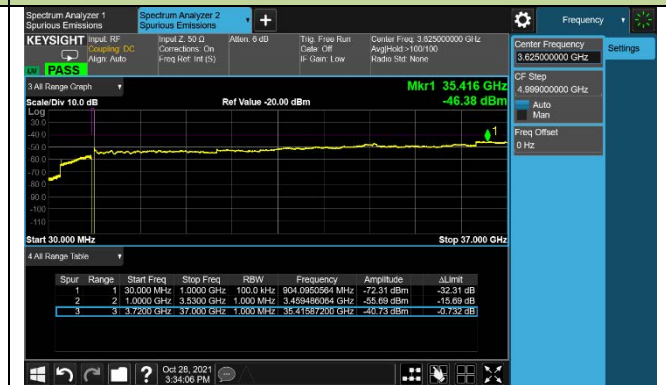 Spectrum Analyzer 1
Spurious Emissions
Spectrum Analyzer 2
Spurious Emissions
Frequency
KEYSIGHT
Input: RF
Coupling: DC
Align: Auto
Input Z: 50 Ω
Corrections: On
Freq Ref: Int (S)
Atten: 6 dB
Trig: Free Run
Gate: Off
IF Gain: Low
Center Freq: 3.625000000 GHz
Avg|Hold:>100/100
Radio Std: None
PASS
3 All Range Graph
Mkr1 35.416 GHz
-46.38 dBm
Scale/Div 10.0 dB
Ref Value -20.00 dBm
Log
-30.0
-40.0
-50.0
-60.0
-70.0
-80.0
-90.0
-100
-110
1
Start 30.000 MHz
Stop 37.000 GHz
4 All Range Table
Spur Range Start Freq Stop Freq RBW Frequency Amplitude ΔLimit
1 1 30.000 MHz 1.0000 GHz 100.0 kHz 904.0950564 MHz -72.31 dBm -32.31 dB
2 2 1.0000 GHz 3.5300 GHz 1.000 MHz 3.459486064 GHz -55.69 dBm -15.69 dB
3 3 3.7200 GHz 37.000 GHz 1.000 MHz 35.41587200 GHz -40.73 dBm -0.732 dB
Center Frequency
3.625000000 GHz
Settings
CF Step
4.999000000 GHz
Auto
Man
Freq Offset
0 Hz
?
Oct 28, 2021
3:34:06 PM